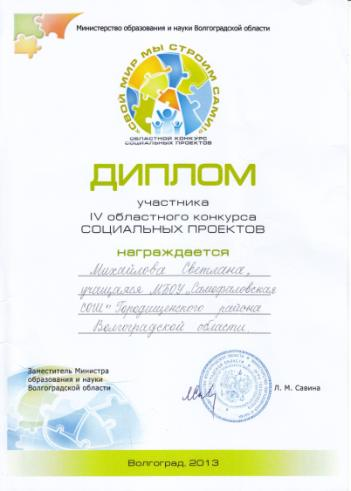 Министерство образования и науки Волгоградской области
«СВОЙ МИР МЫ СТРОИМ САМИ»
ОБЛАСТНОЙ КОНКУРС
СОЦИАЛЬНЫХ ПРОЕКТОВ
ДИПЛОМ
участника
IV областного конкурса
СОЦИАЛЬНЫХ ПРОЕКТОВ
награждается
Михайлова Светлана,
учащаяся МБОУ „Самофаловская
СОШ" Городищенского района
Волгоградской области
Заместитель Министра
образования и науки
Волгоградской области
Л. М. Савина
Волгоград, 2013